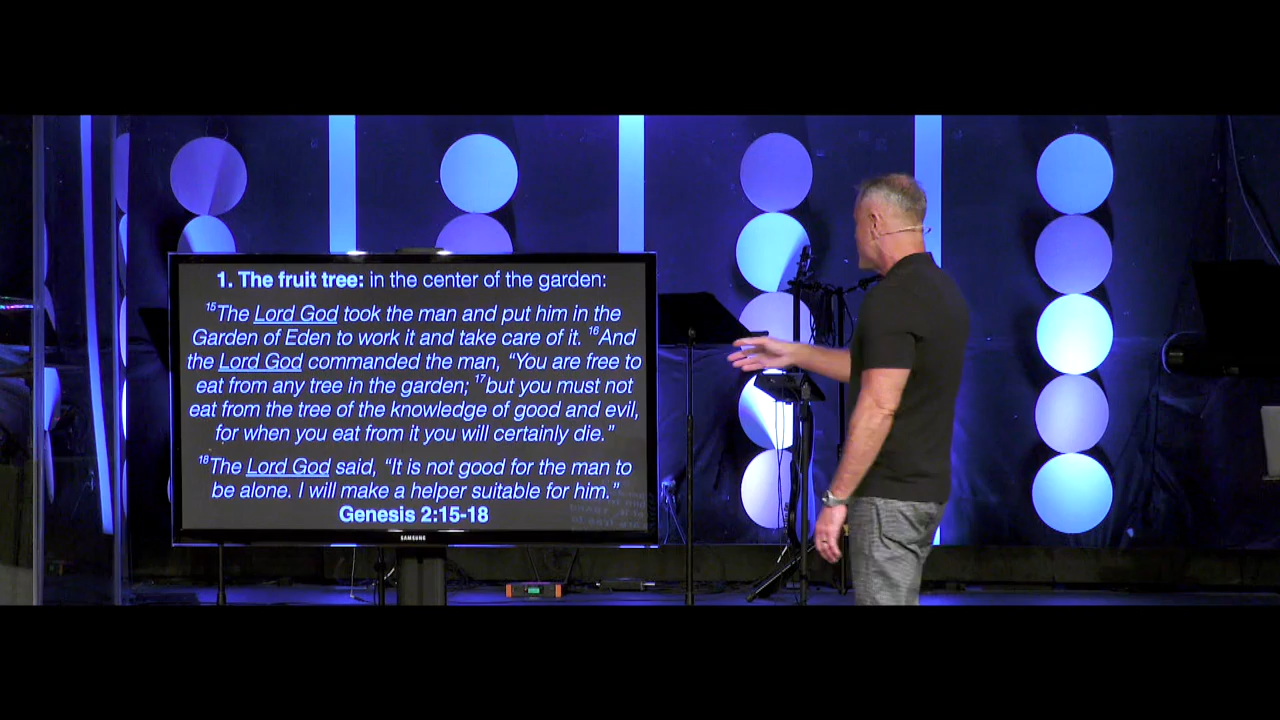 1. The fruit tree: in the center of the garden:
15The Lord God took the man and put him in the
Garden of Eden to work it and take care of it. 16And
the Lord God commanded the man, “You are free to
eat from any tree in the garden; 17but you must not
eat from the tree of the knowledge of good and evil,
for when you eat from it you will certainly die.”
18The Lord God said, “It is not good for the man to
be alone. I will make a helper suitable for him.”
Genesis 2:15-18
SAMSUNG